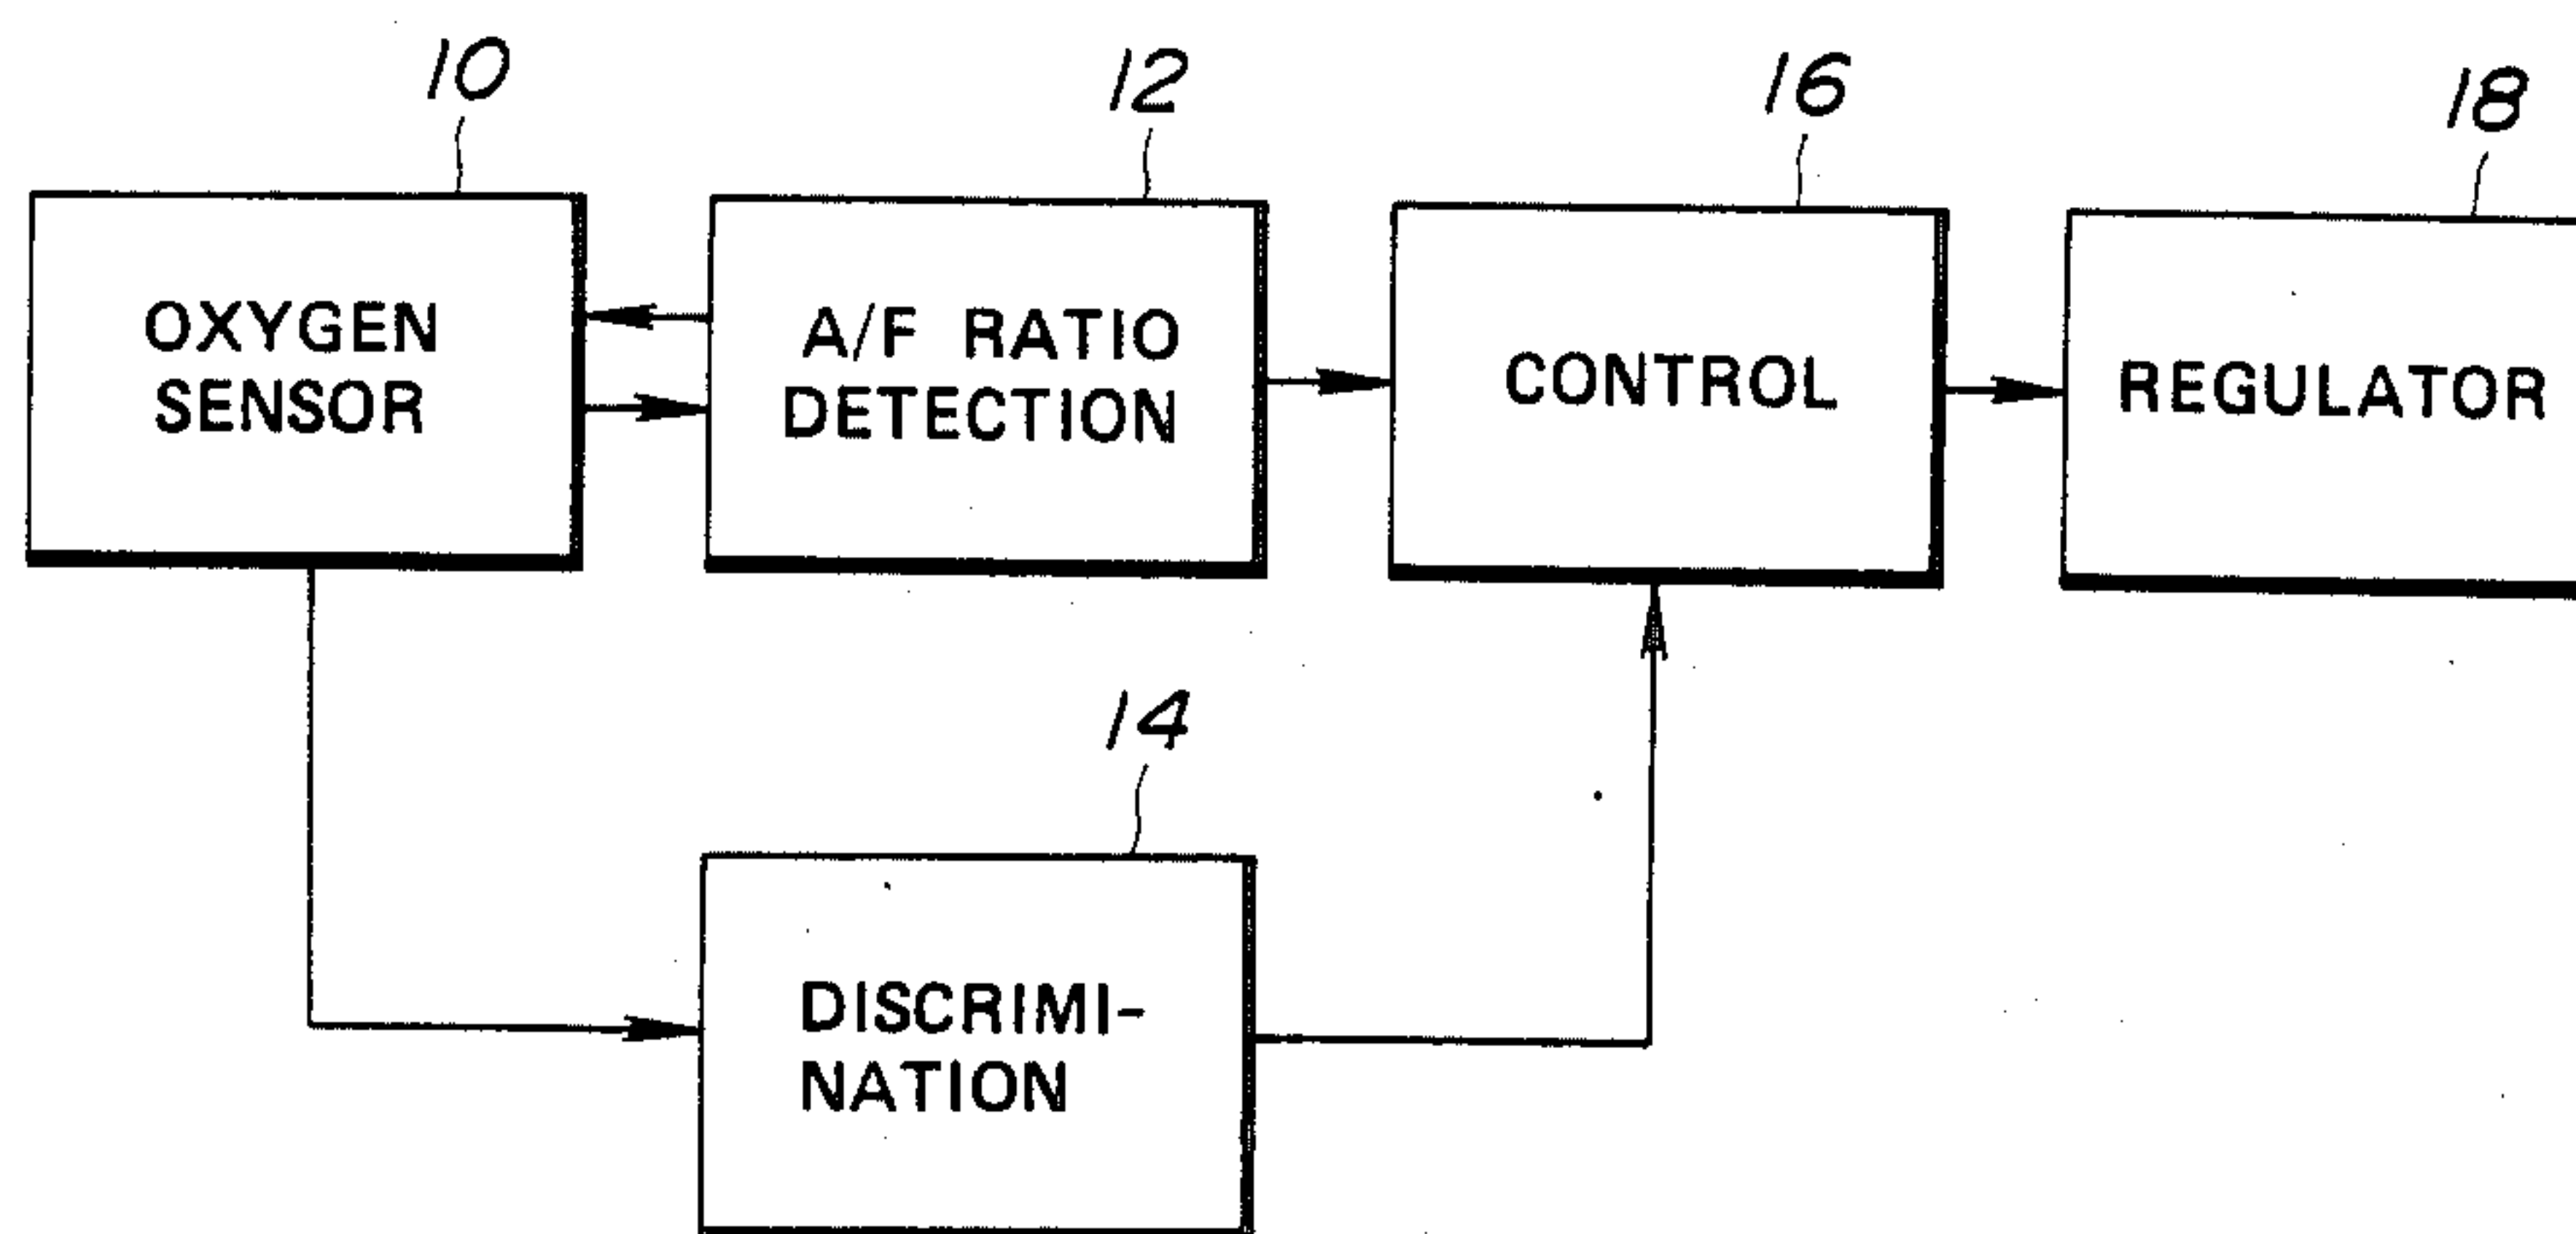 10
12
16
18
OXYGEN
SENSOR
A/F RATIO
DETECTION
CONTROL
REGULATOR
14
DISCRIMI-
NATION